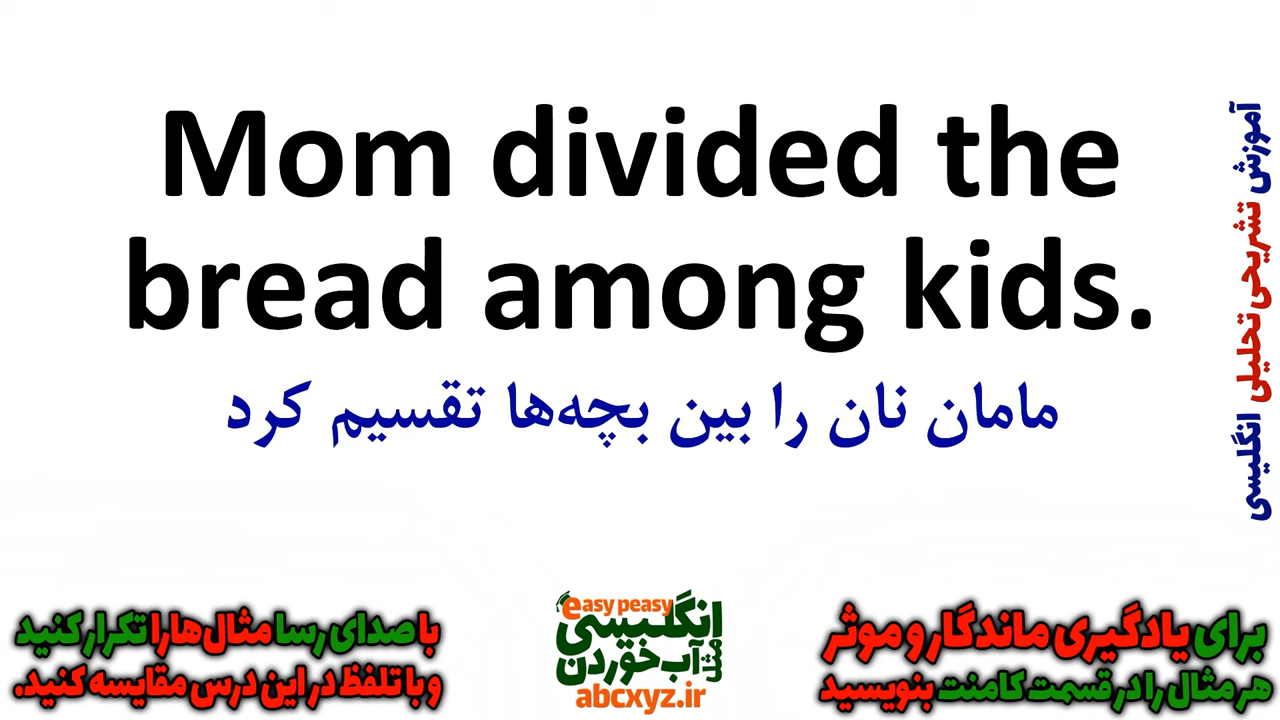 Mom divided the
bread among kids.
مامان نان را بین بچه‌ها تقسیم کرد
آموزش تشریحی تحلیلی انگلیسی
برای یادگیری ماندگار و موثر
هر مثال را در قسمت کامنت بنویسید
easy peasy
انگلیسی
مثل آب خوردن
abcxyz.ir
با صدای رسا مثال‌ها را تکرار کنید
و با تلفظ در این درس مقایسه کنید.